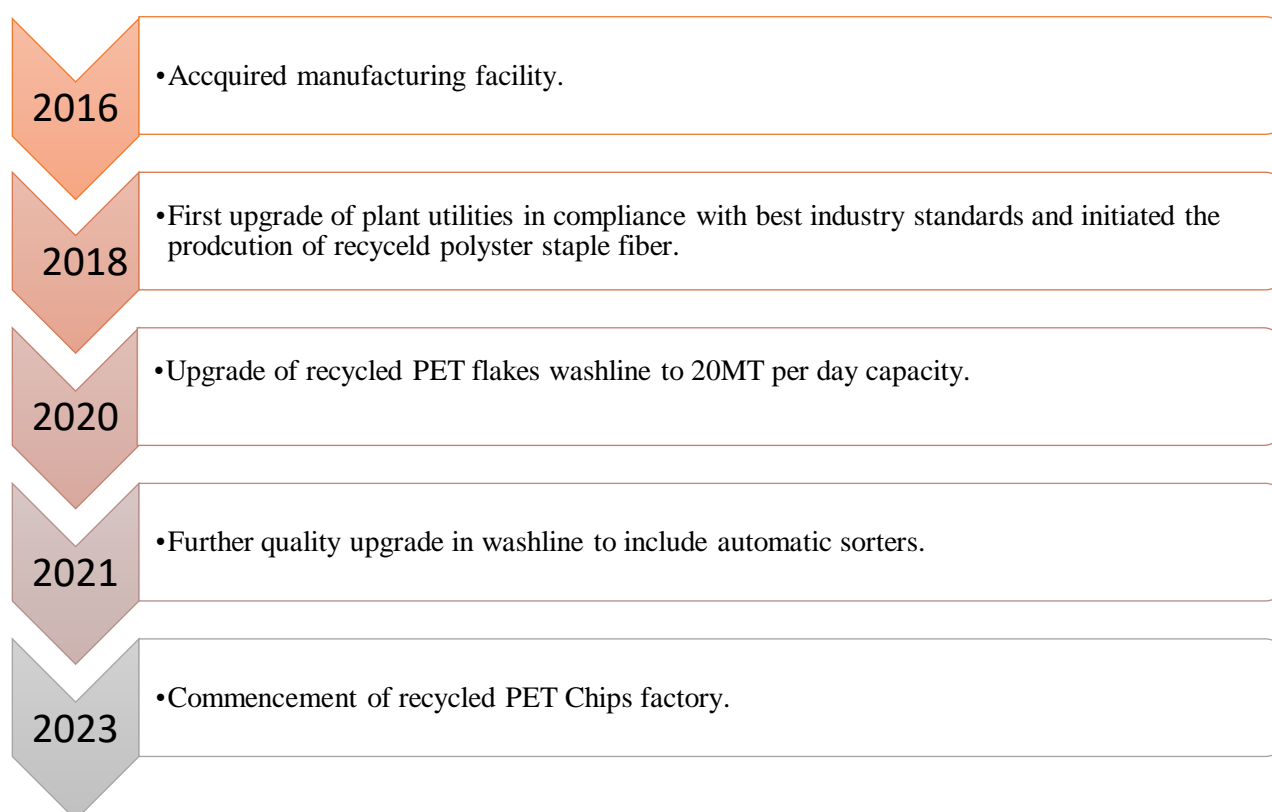 2016
•Accquired manufacturing facility.
2018
•First upgrade of plant utilities in compliance with best industry standards and initiated the
prodcution of recyceld polyster staple fiber.
2020
•Upgrade of recycled PET flakes washline to 20MT per day capacity.
2021
•Further quality upgrade in washline to include automatic sorters.
2023
•Commencement of recycled PET Chips factory.